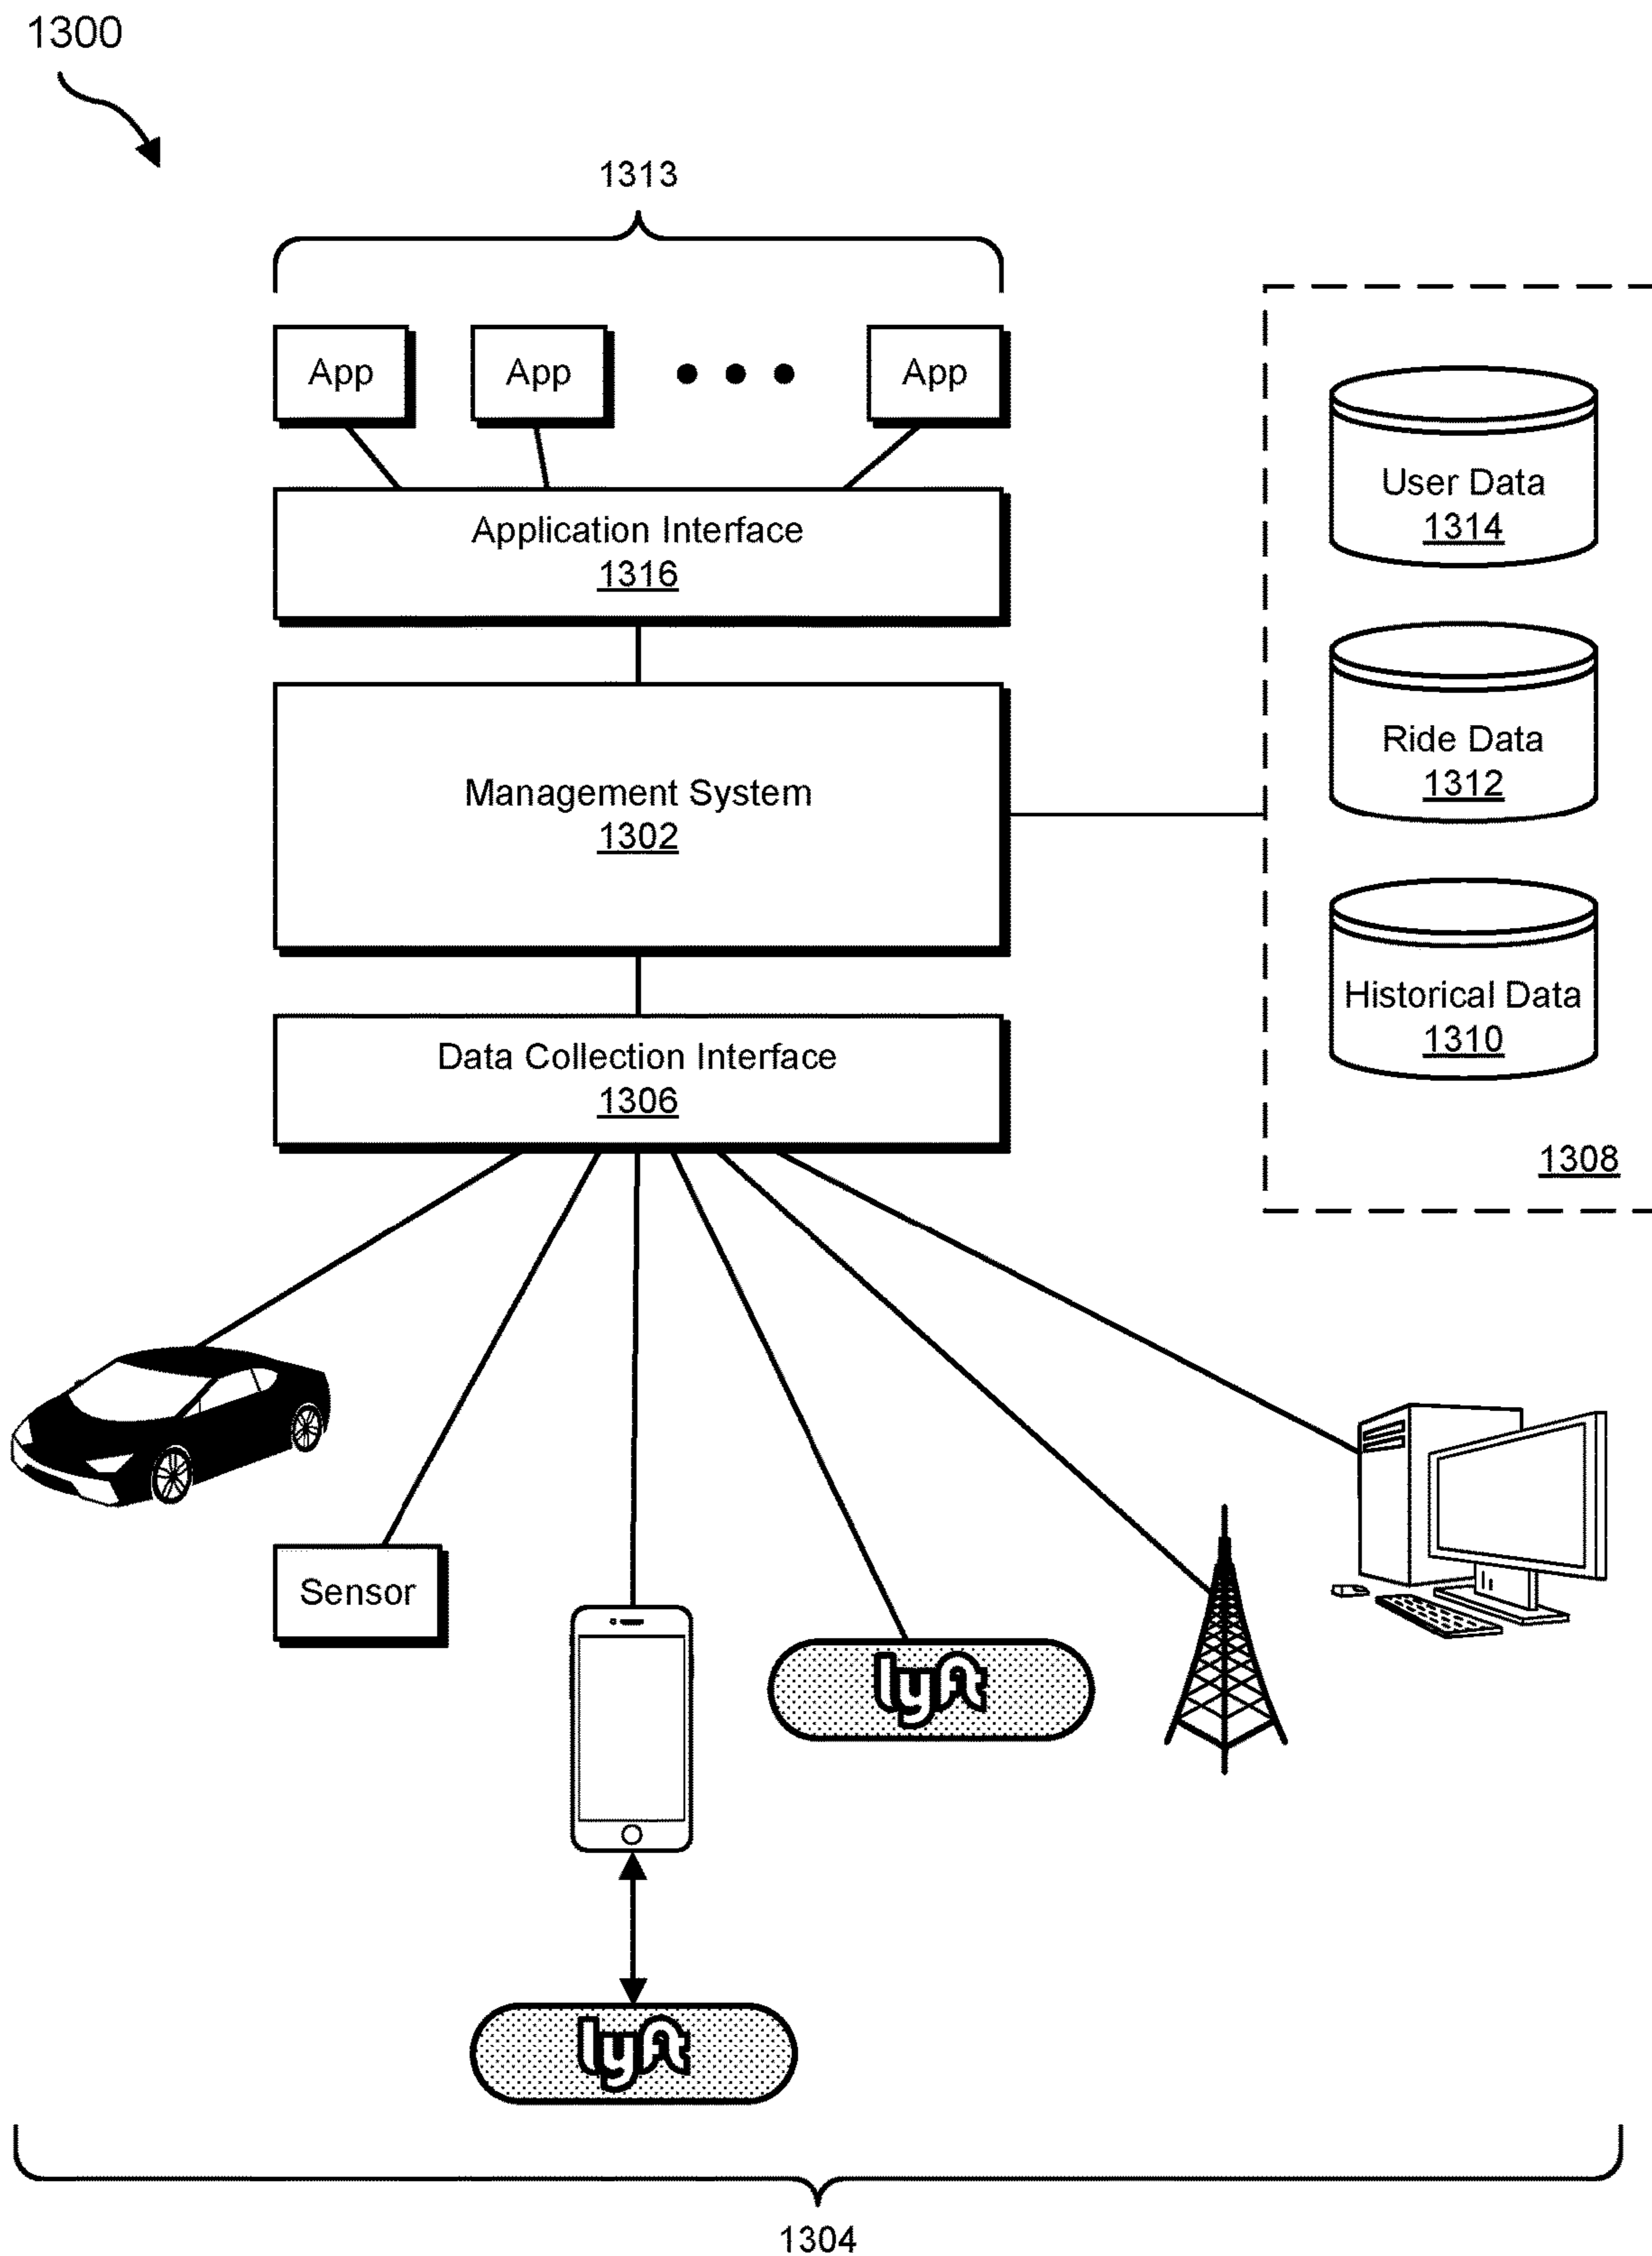 1300
1313
App
App
App
Application Interface
1316
User Data
1314
Ride Data
1312
Management System
1302
Historical Data
1310
Data Collection Interface
1306
1308
Sensor
lyft
lyft
1304